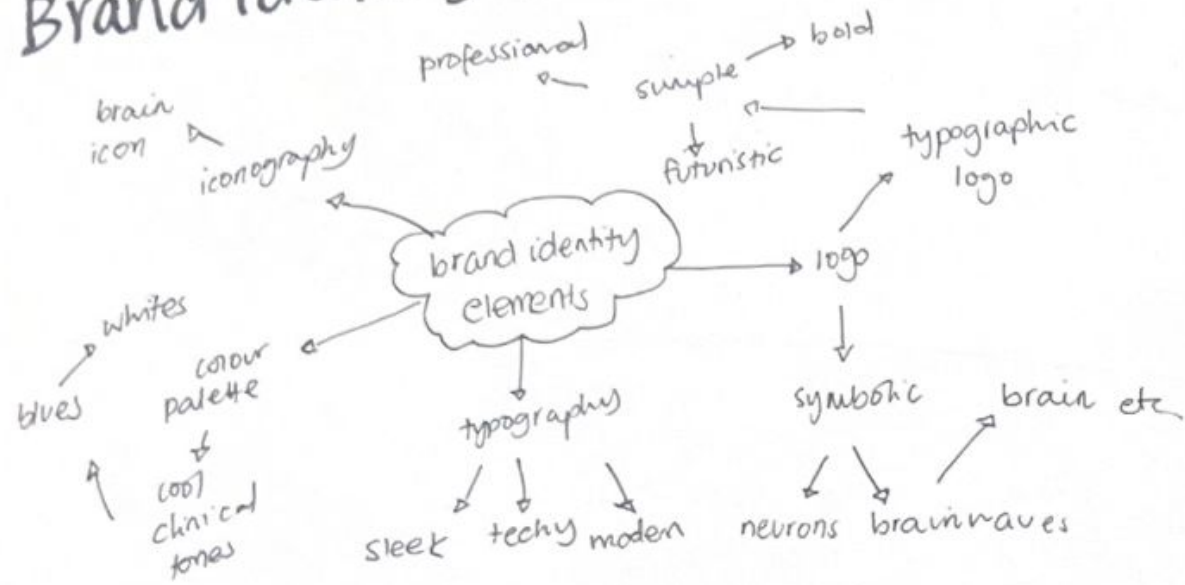 Brand
professional
simple
bold
brain
icon
iconography
futuristic
typographic
logo
brand identity
elements
logo
whites
colour
palette
blues
cool
clinical
tones
typography
sleek
techy
modern
symbolic
neurons
brainwaves
brain etc